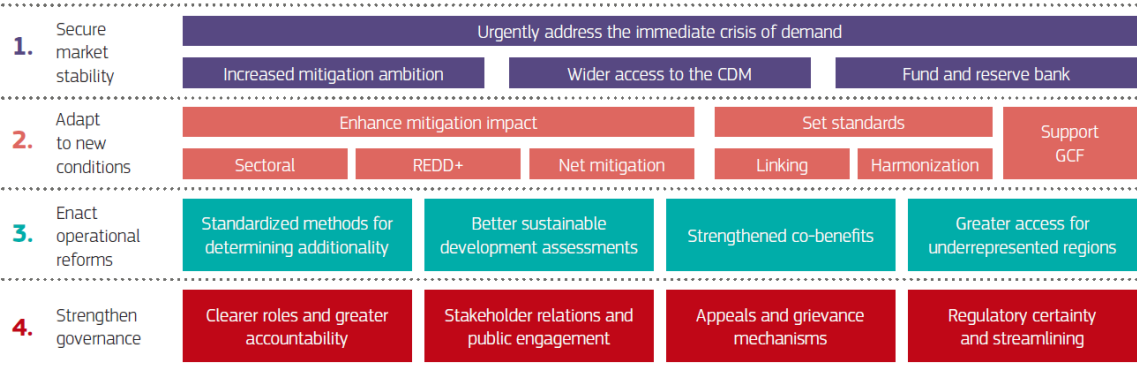 1.
Secure
market
stability
Urgently address the immediate crisis of demand
Increased mitigation ambition
Wider access to the CDM
Fund and reserve bank
2.
Adapt
to new
conditions
Enhance mitigation impact
Set standards
Support
GCF
Sectoral
REDD+
Net mitigation
Linking
Harmonization
3.
Enact
operational
reforms
Standardized methods for
determining additionality
Better sustainable
development assessments
Strengthened co-benefits
Greater access for
underrepresented regions
4.
Strengthen
governance
Clearer roles and greater
accountability
Stakeholder relations and
public engagement
Appeals and grievance
mechanisms
Regulatory certainty
and streamlining